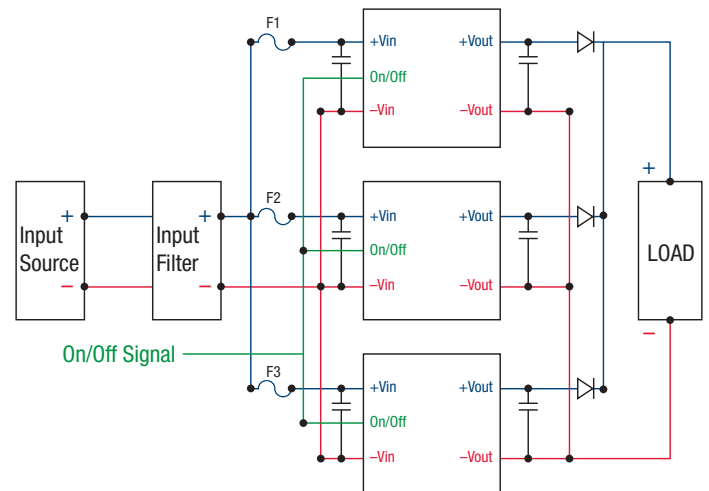 F1
+Vin
+Vout
On/Off
−Vin
−Vout
F2
+
Input
Source
−
+
Input
Filter
−
+Vin
+Vout
On/Off
−Vin
−Vout
+
LOAD
−
On/Off Signal
F3
+Vin
+Vout
On/Off
−Vin
−Vout